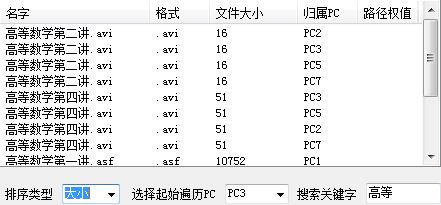 名字 格式 文件大小 归属PC 路径权值
高等数学第二讲.avi .avi 16 PC2
高等数学第二讲.avi .avi 16 PC3
高等数学第二讲.avi .avi 16 PC5
高等数学第二讲.avi .avi 16 PC7
高等数学第四讲.avi .avi 51 PC3
高等数学第四讲.avi .avi 51 PC5
高等数学第四讲.avi .avi 51 PC2
高等数学第四讲.avi .avi 51 PC7
高等数学第一讲.asf .asf 10752 PC1
排序类型 大小 选择起始遍历PC PC3 搜索关键字 高等